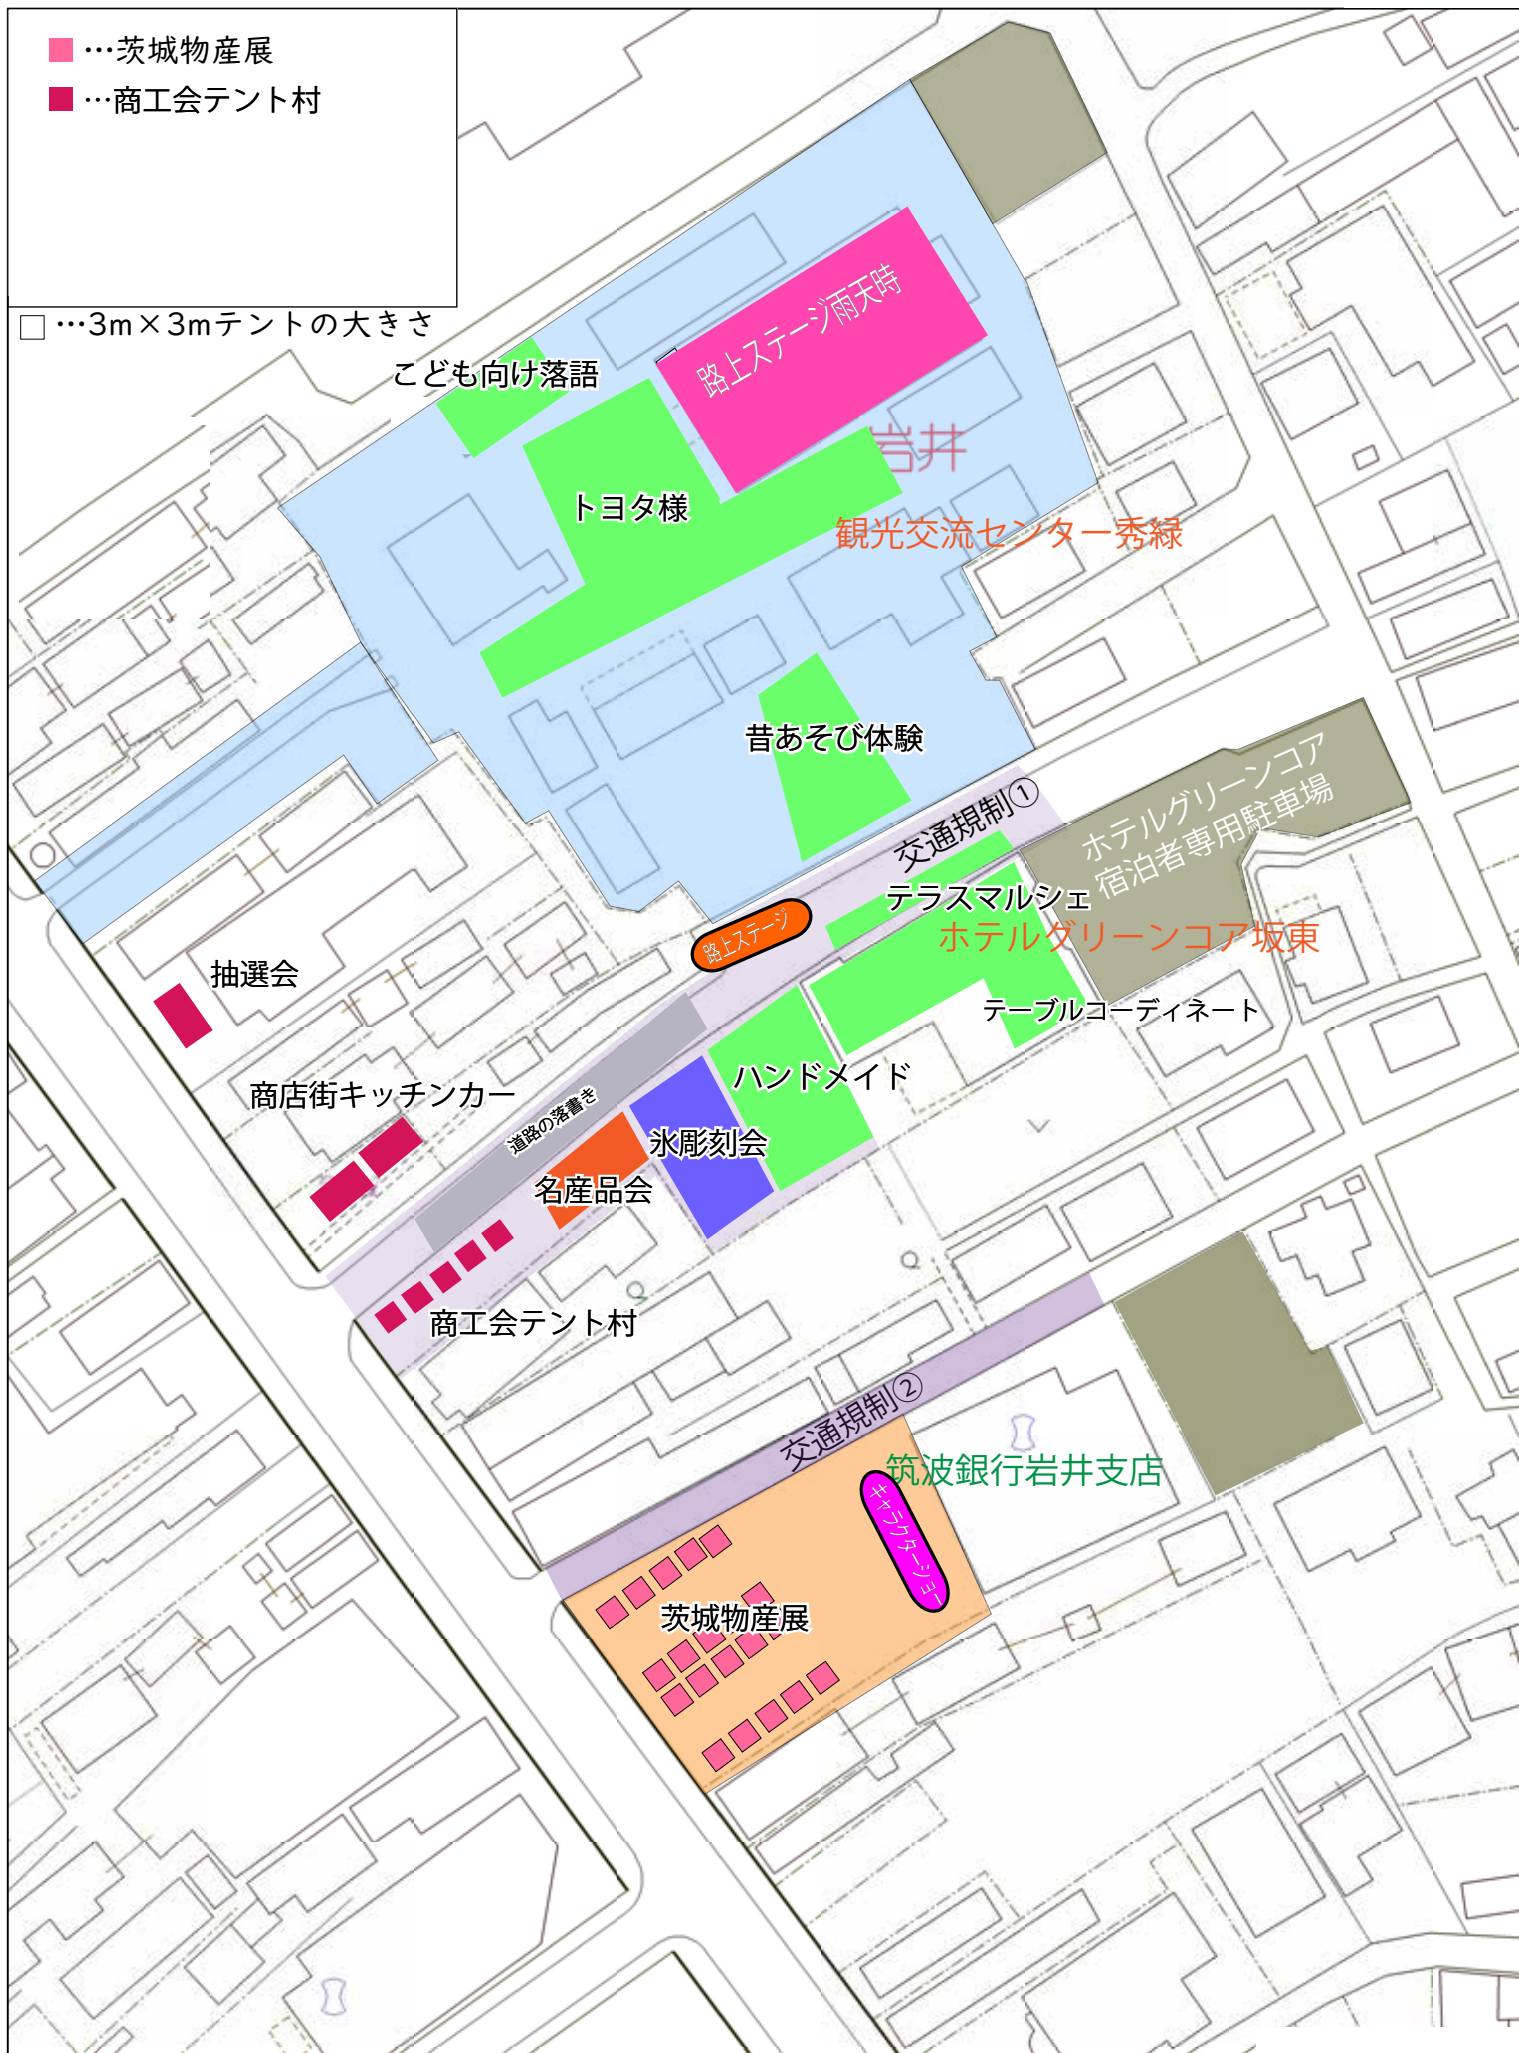 …茨城物産展
…商工会テント村
□…3m×3mテントの大きさ
路上ステージ雨天時
こども向け落語
岩井
トヨタ様
観光交流センター秀緑
昔あそび体験
交通規制①
ホテルグリーンコア
宿泊者専用駐車場
テラスマルシェ
路上ステージ
ホテルグリーンコア坂東
抽選会
テーブルコーディネート
ハンドメイド
商店街キッチンカー
道路の落書き
氷彫刻会
名産品会
商工会テント村
交通規制②
筑波銀行岩井支店
キャラクターショー
茨城物産展